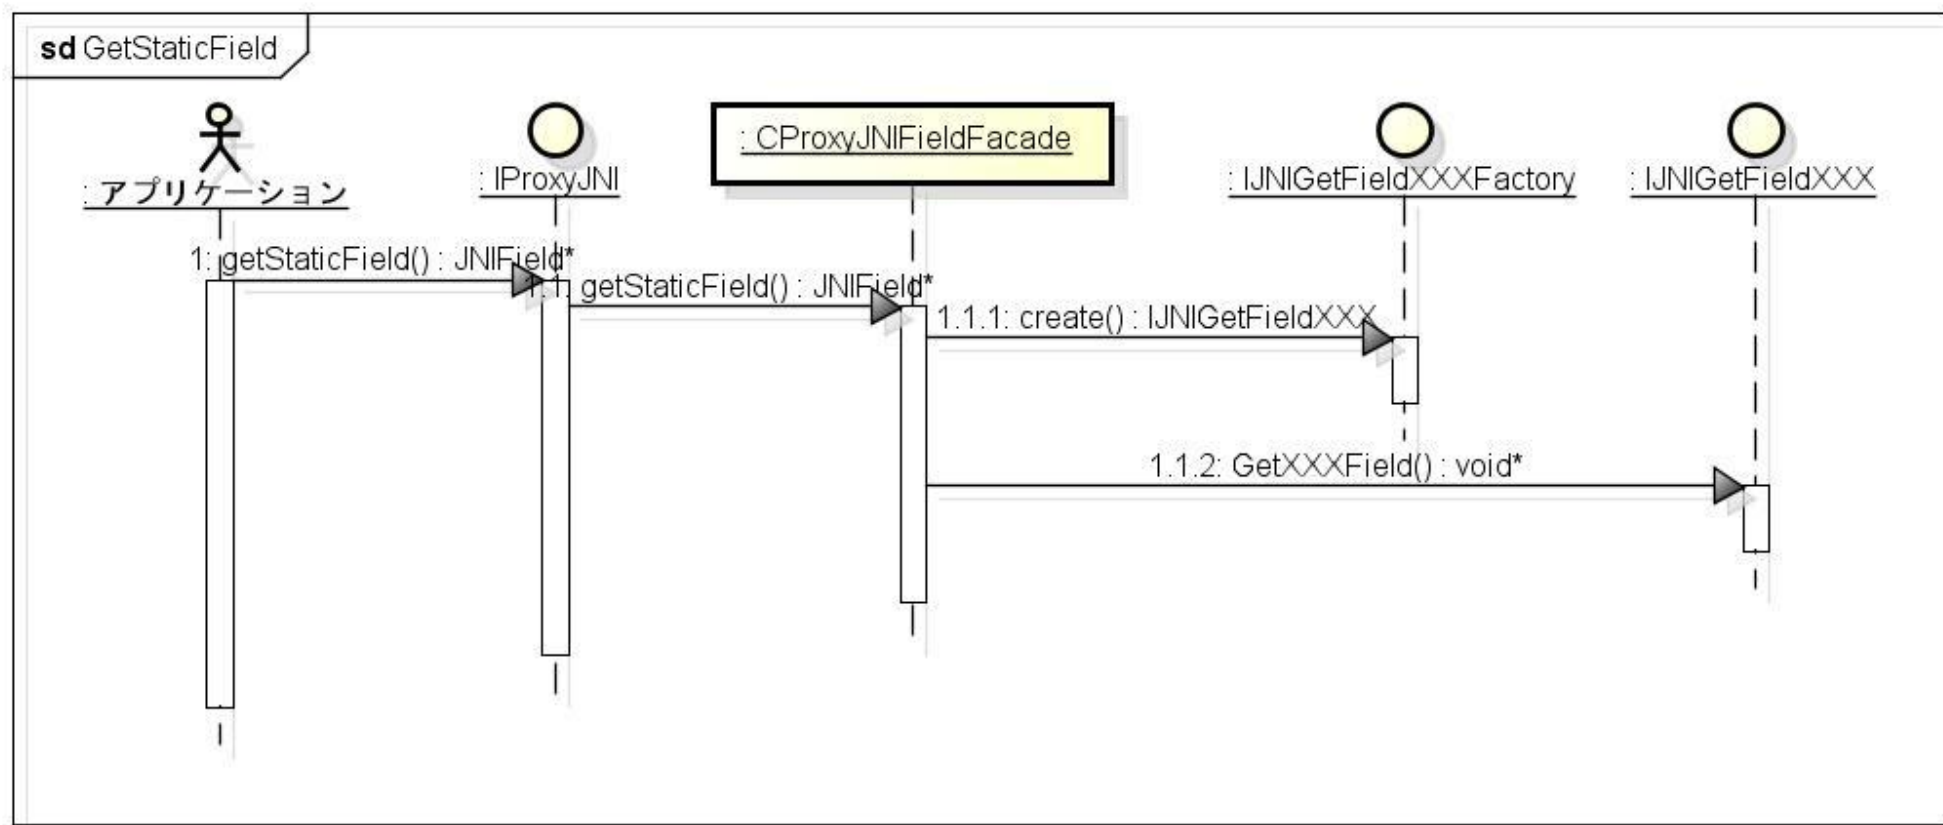 sd GetStaticField
: アプリケーション
: IProxyJNI
: CProxyJNIFieldFacade
: IJNIGetFieldXXXFactory
: IJNIGetFieldXXX
1: getStaticField() : JNIField*
1.1: getStaticField() : JNIField*
1.1.1: create() : IJNIGetFieldXXX
1.1.2: GetXXXField() : void*